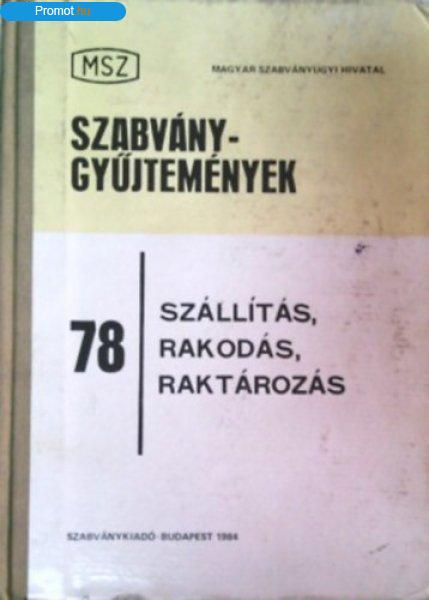 Promot.hu
MSZ
MAGYAR SZABVÁNYÜGYI HIVATAL
SZABVÁNY-
GYŰJTEMÉNYEK
78
SZÁLLÍTÁS,
RAKODÁS,
RAKTÁROZÁS
SZABVÁNYKIADÓ-BUDAPEST 1984